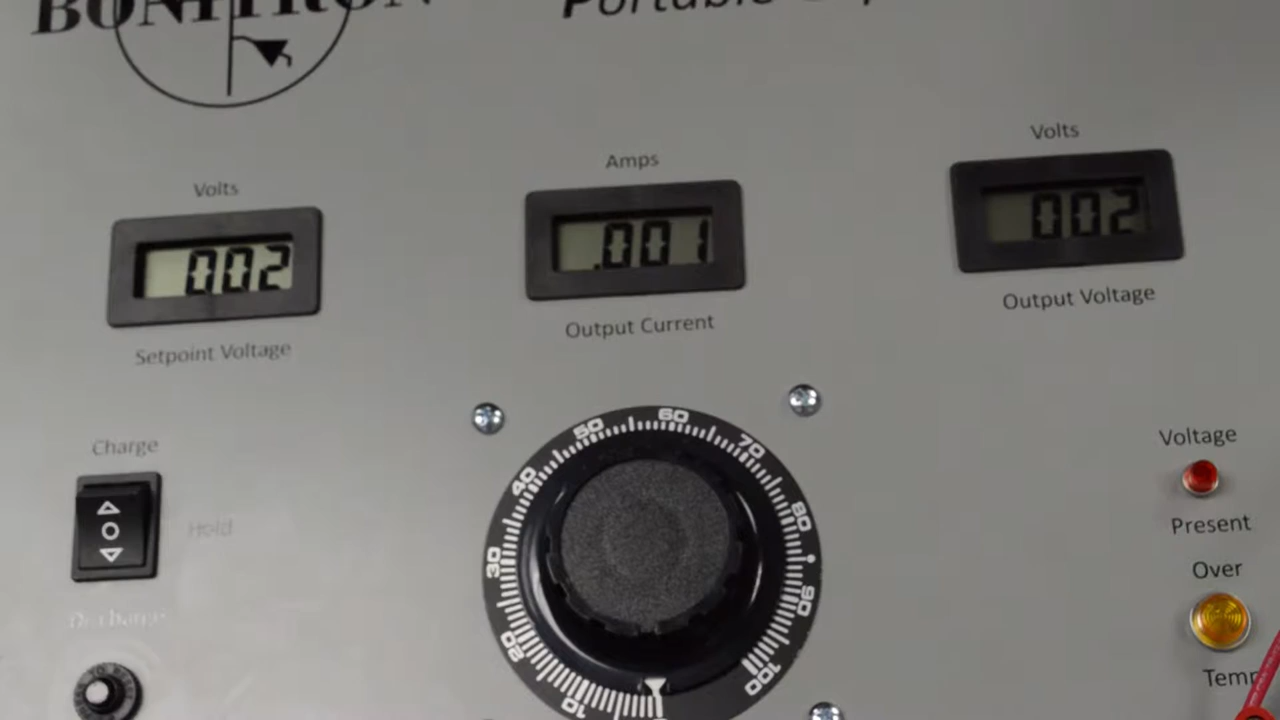 BONITRON
Portable
Volts
Amps
Volts
002
.001
002
Setpoint Voltage
Output Current
Output Voltage
Charge
Hold
50
60
70
40
80
30
90
20
100
10
Voltage
Present
Over
Temp